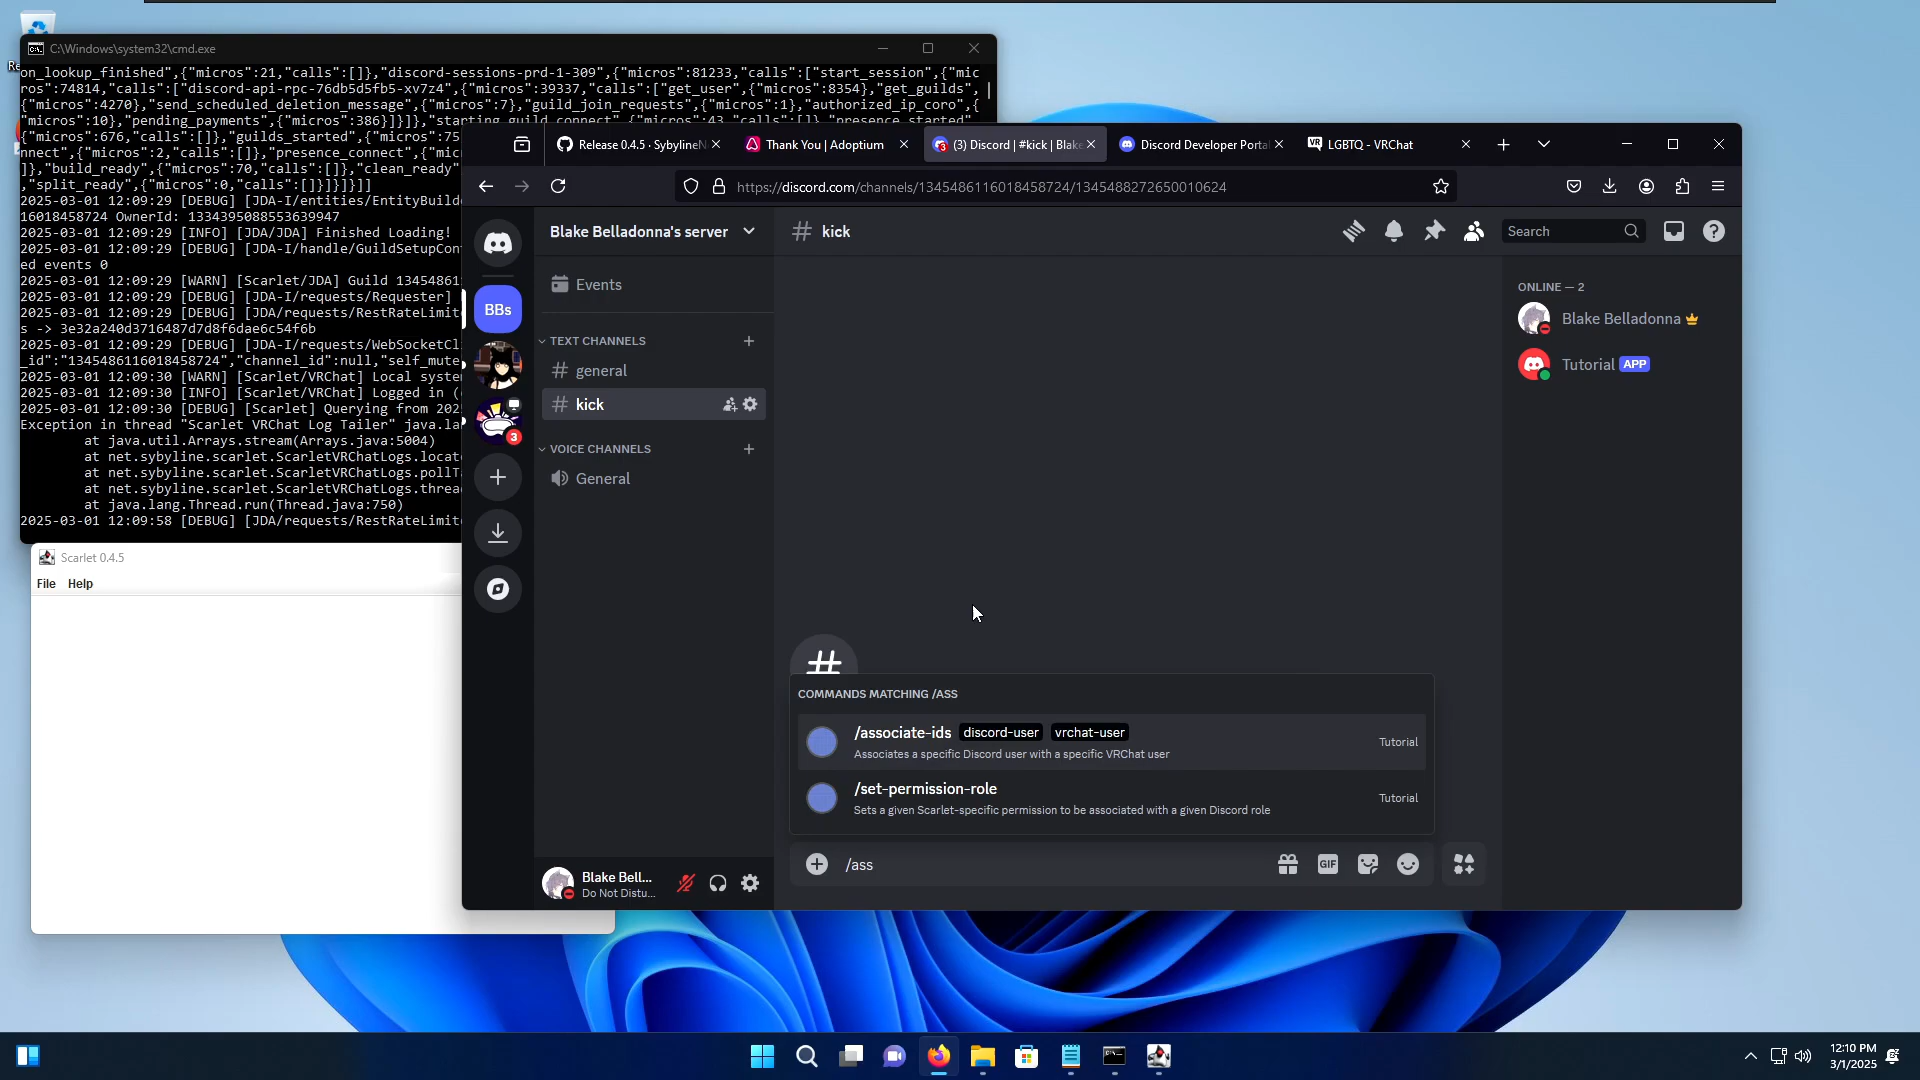 C:\Windows\system32\cmd.exe
on_lookup_finished",{"micros":21,"calls":[]},"discord-sessions-prd-1-309",{"micros":81233,"calls":["start_session",{"mic
ros":74814,"calls":["discord-api-rpc-76db5d5fb5-xv7z4",{"micros":39337,"calls":["get_user",{"micros":8354},"get_guilds",
{"micros":4270},"send_scheduled_deletion_message",{"micros":7},"guild_join_requests",{"micros":1},"authorized_ip_coro",{
"micros":10},"pending_payments",{"micros":386}]}],"starting_guild_connect",{"micros":43,"calls":[]},"presence_started",
{"micros":676,"calls":[]},"guilds_started",{"micros":75
nnect",{"micros":2,"calls":[]},"presence_connect",{"mic
]},"build_ready",{"micros":70,"calls":[]},"clean_ready"
,"split_ready",{"micros":0,"calls":[]}]}]}]]
2025-03-01 12:09:29 [DEBUG] [JDA-I/entities/EntityBuild
16018458724 OwnerId: 1334395088553639947
2025-03-01 12:09:29 [INFO] [JDA/JDA] Finished Loading!
2025-03-01 12:09:29 [DEBUG] [JDA-I/handle/GuildSetupCon
ed events 0
2025-03-01 12:09:29 [WARN] [Scarlet/JDA] Guild 13454861
2025-03-01 12:09:29 [DEBUG] [JDA-I/requests/Requester]
2025-03-01 12:09:29 [DEBUG] [JDA/requests/RestRateLimit
s -> 3e32a240d3716487d7d8f6dae6c54f6b
2025-03-01 12:09:29 [DEBUG] [JDA-I/requests/WebSocketCl
_id":"1345486116018458724","channel_id":null,"self_mute
2025-03-01 12:09:30 [WARN] [Scarlet/VRChat] Local syste
2025-03-01 12:09:30 [INFO] [Scarlet/VRChat] Logged in (
2025-03-01 12:09:30 [DEBUG] [Scarlet] Querying from 202
Exception in thread "Scarlet VRChat Log Tailer" java.la
at java.util.Arrays.stream(Arrays.java:5004)
at net.sybyline.scarlet.ScarletVRChatLogs.locat
at net.sybyline.scarlet.ScarletVRChatLogs.pollT
at net.sybyline.scarlet.ScarletVRChatLogs.threa
at java.lang.Thread.run(Thread.java:750)
2025-03-01 12:09:58 [DEBUG] [JDA/requests/RestRateLimit
Scarlet 0.4.5
File Help
Release 0.4.5 · SybylineN
Thank You | Adoptium
(3) Discord | #kick | Blake
Discord Developer Portal
LGBTQ - VRChat
https://discord.com/channels/1345486116018458724/1345488272650010624
Blake Belladonna's server
kick
Search
BBs
3
Events
TEXT CHANNELS
general
kick
VOICE CHANNELS
General
ONLINE — 2
Blake Belladonna
Tutorial APP
COMMANDS MATCHING /ASS
/associate-ids discord-user vrchat-user
Associates a specific Discord user with a specific VRChat user
Tutorial
/set-permission-role
Sets a given Scarlet-specific permission to be associated with a given Discord role
Tutorial
/ass
GIF
Blake Bell...
Do Not Distu...
12:10 PM
3/1/2025